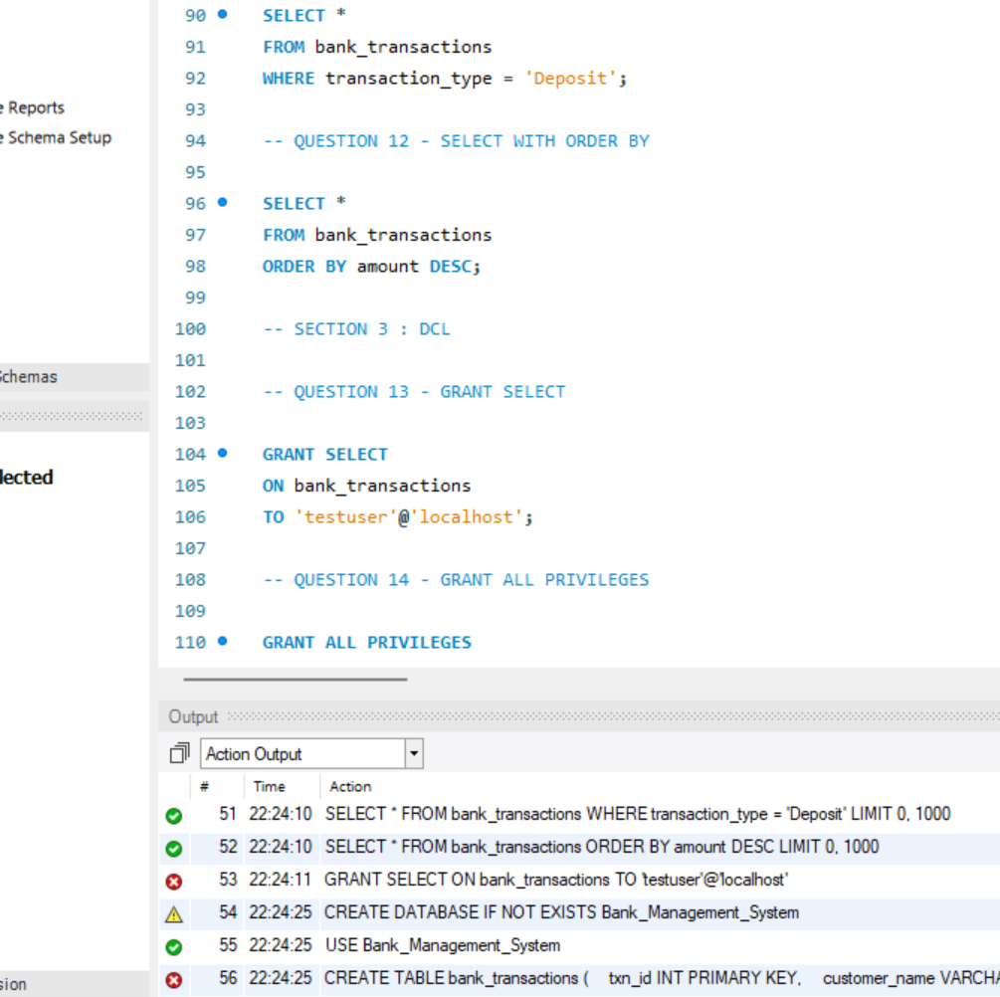 Reports
Schema Setup
Schemas
90 SELECT *
91 FROM bank_transactions
92 WHERE transaction_type = 'Deposit';
93
94 -- QUESTION 12 - SELECT WITH ORDER BY
95
96 SELECT *
97 FROM bank_transactions
98 ORDER BY amount DESC;
99
100 -- SECTION 3 : DCL
101
102 -- QUESTION 13 - GRANT SELECT
103
104 GRANT SELECT
105 ON bank_transactions
106 TO 'testuser'@'localhost';
107
108 -- QUESTION 14 - GRANT ALL PRIVILEGES
109
110 GRANT ALL PRIVILEGES
Output
Action Output
# Time Action
51 22:24:10 SELECT * FROM bank_transactions WHERE transaction_type = 'Deposit' LIMIT 0, 1000
52 22:24:10 SELECT * FROM bank_transactions ORDER BY amount DESC LIMIT 0, 1000
53 22:24:11 GRANT SELECT ON bank_transactions TO 'testuser'@'localhost'
54 22:24:25 CREATE DATABASE IF NOT EXISTS Bank_Management_System
55 22:24:25 USE Bank_Management_System
56 22:24:25 CREATE TABLE bank_transactions ( txn_id INT PRIMARY KEY, customer_name VARCHA